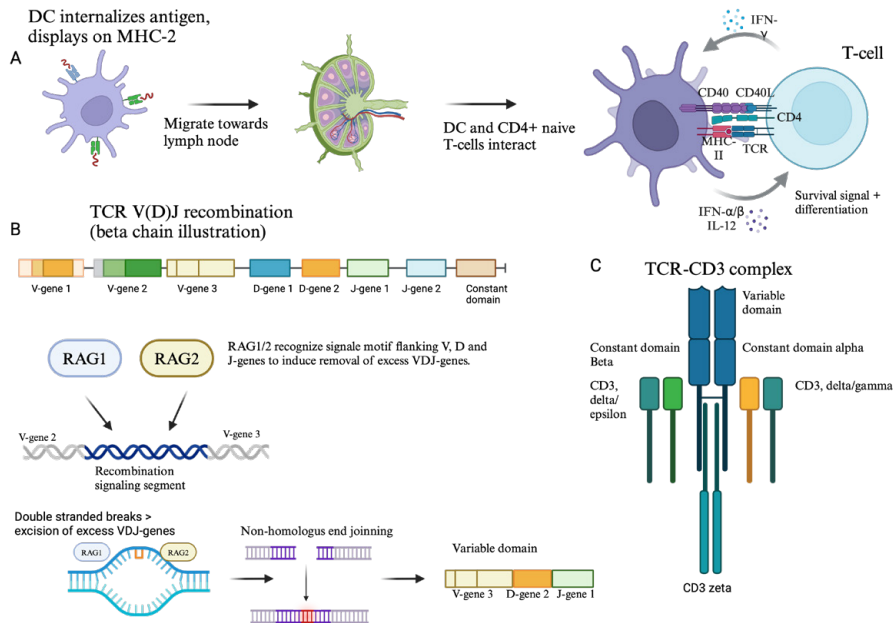 DC internalizes antigen,
displays on MHC-2
A
Migrate towards
lymph node
DC and CD4+ naive
T-cells interact
IFN-
γ
T-cell
CD40 CD40L
CD4
MHC-
II
TCR
IFN-α/β
IL-12
Survival signal +
differentiation
TCR V(D)J recombination
(beta chain illustration)
B
V-gene 1
V-gene 2
V-gene 3
D-gene 1
D-gene 2
J-gene 1
J-gene 2
Constant
domain
RAG1
RAG2
RAG1/2 recognize signale motif flanking V, D and
J-genes to induce removal of excess VDJ-genes.
V-gene 2
V-gene 3
Recombination
signaling segment
Double stranded breaks >
excision of excess VDJ-genes
RAG1
RAG2
Non-homologus end joinning
Variable domain
V-gene 3
D-gene 2
J-gene 1
C
TCR-CD3 complex
Variable
domain
Constant domain
Beta
Constant domain alpha
CD3,
delta/
epsilon
CD3, delta/gamma
CD3 zeta